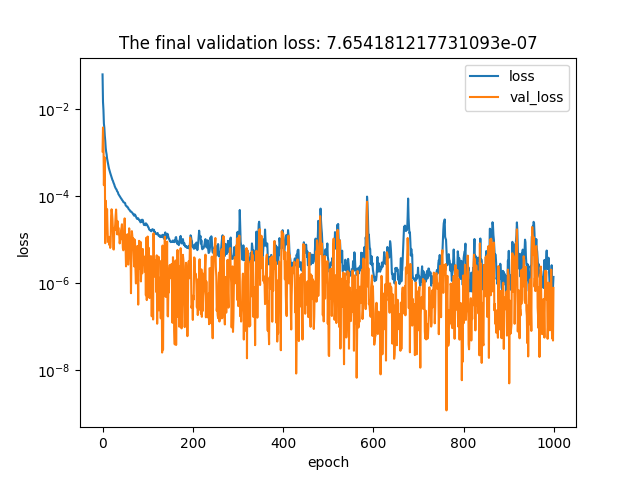 The final validation loss: 7.654181217731093e-07
loss
val_loss
10⁻²
10⁻⁴
10⁻⁶
10⁻⁸
loss
0 200 400 600 800 1000
epoch